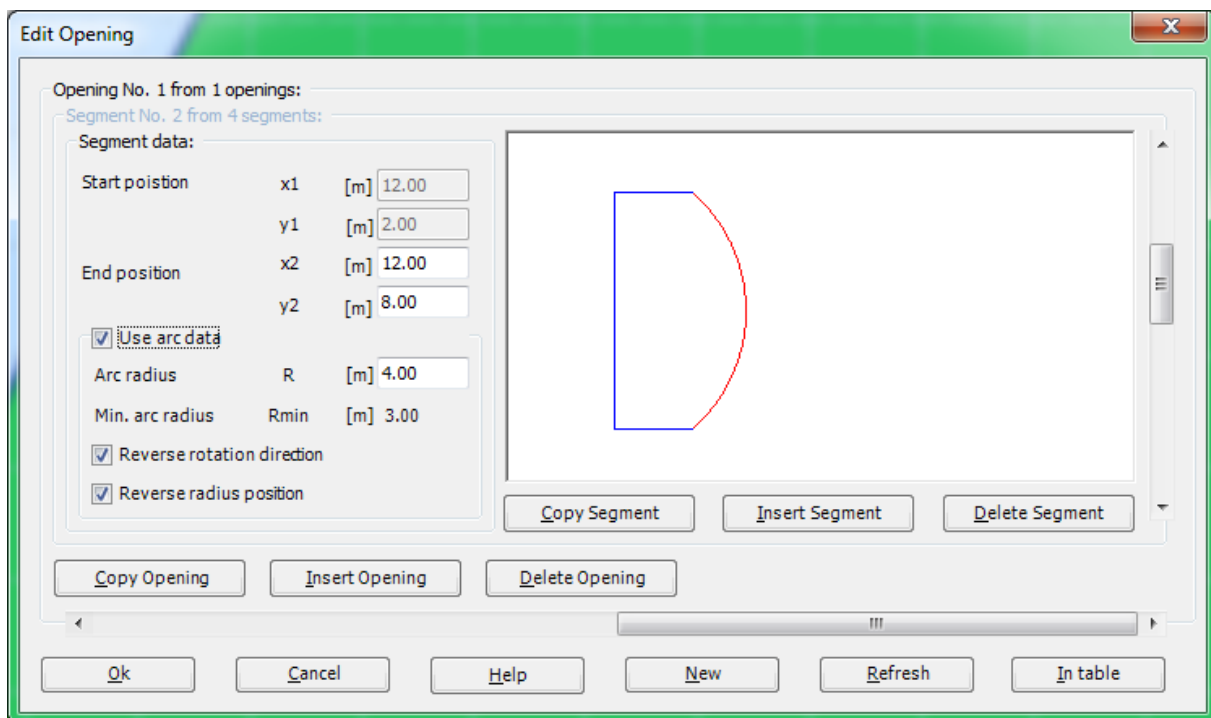 Edit Opening
X
Opening No. 1 from 1 openings:
Segment No. 2 from 4 segments:
Segment data:
Start poistion x1 [m] 12.00
y1 [m] 2.00
End position x2 [m] 12.00
y2 [m] 8.00
Use arc data
Arc radius R [m] 4.00
Min. arc radius Rmin [m] 3.00
Reverse rotation direction
Reverse radius position
Copy Segment Insert Segment Delete Segment
Copy Opening Insert Opening Delete Opening
Ok Cancel Help New Refresh In table